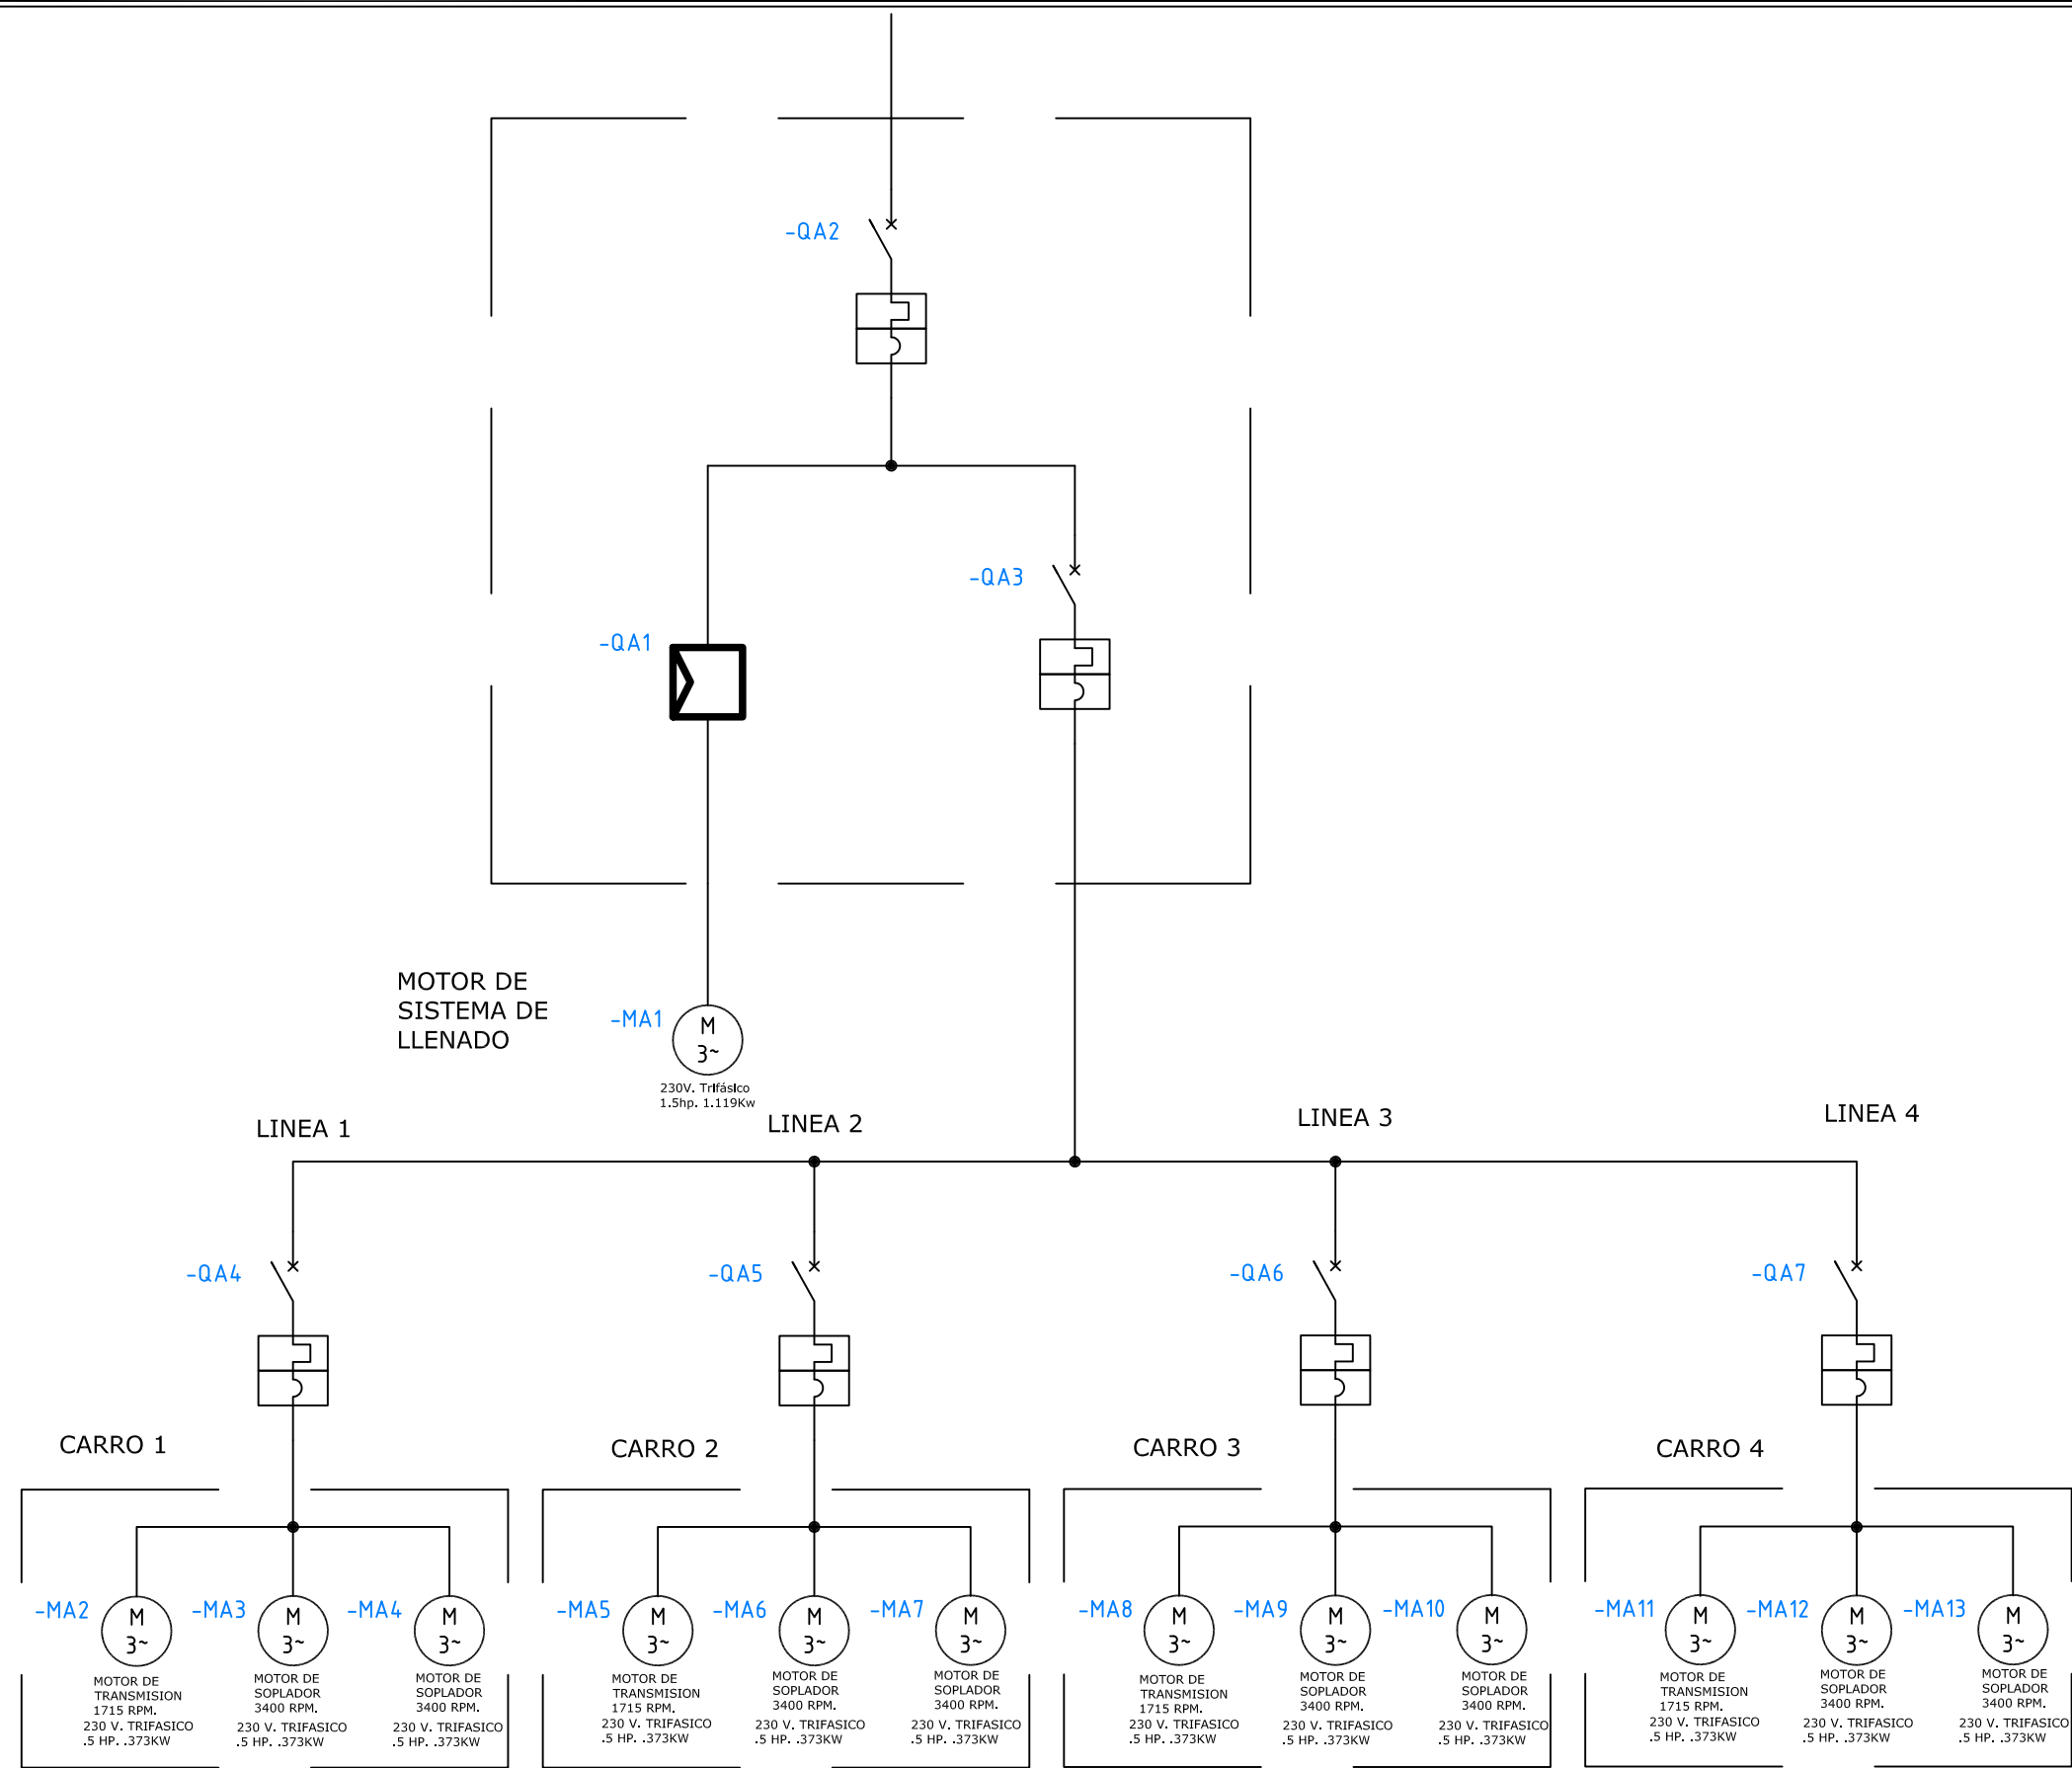 -QA2
-QA3
-QA1
MOTOR DE
SISTEMA DE
LLENADO
-MA1
M
3~
230V. Trifásico
1.5hp. 1.119Kw
LINEA 1
LINEA 2
LINEA 3
LINEA 4
-QA4
-QA5
-QA6
-QA7
CARRO 1
CARRO 2
CARRO 3
CARRO 4
-MA2
M
3~
MOTOR DE
TRANSMISION
1715 RPM.
230 V. TRIFASICO
.5 HP. .373KW
-MA3
M
3~
MOTOR DE
SOPLADOR
3400 RPM.
230 V. TRIFASICO
.5 HP. .373KW
-MA4
M
3~
MOTOR DE
SOPLADOR
3400 RPM.
230 V. TRIFASICO
.5 HP. .373KW
-MA5
M
3~
MOTOR DE
TRANSMISION
1715 RPM.
230 V. TRIFASICO
.5 HP. .373KW
-MA6
M
3~
MOTOR DE
SOPLADOR
3400 RPM.
230 V. TRIFASICO
.5 HP. .373KW
-MA7
M
3~
MOTOR DE
SOPLADOR
3400 RPM.
230 V. TRIFASICO
.5 HP. .373KW
-MA8
M
3~
MOTOR DE
TRANSMISION
1715 RPM.
230 V. TRIFASICO
.5 HP. .373KW
-MA9
M
3~
MOTOR DE
SOPLADOR
3400 RPM.
230 V. TRIFASICO
.5 HP. .373KW
-MA10
M
3~
MOTOR DE
SOPLADOR
3400 RPM.
230 V. TRIFASICO
.5 HP. .373KW
-MA11
M
3~
MOTOR DE
TRANSMISION
1715 RPM.
230 V. TRIFASICO
.5 HP. .373KW
-MA12
M
3~
MOTOR DE
SOPLADOR
3400 RPM.
230 V. TRIFASICO
.5 HP. .373KW
-MA13
M
3~
MOTOR DE
SOPLADOR
3400 RPM.
230 V. TRIFASICO
.5 HP. .373KW